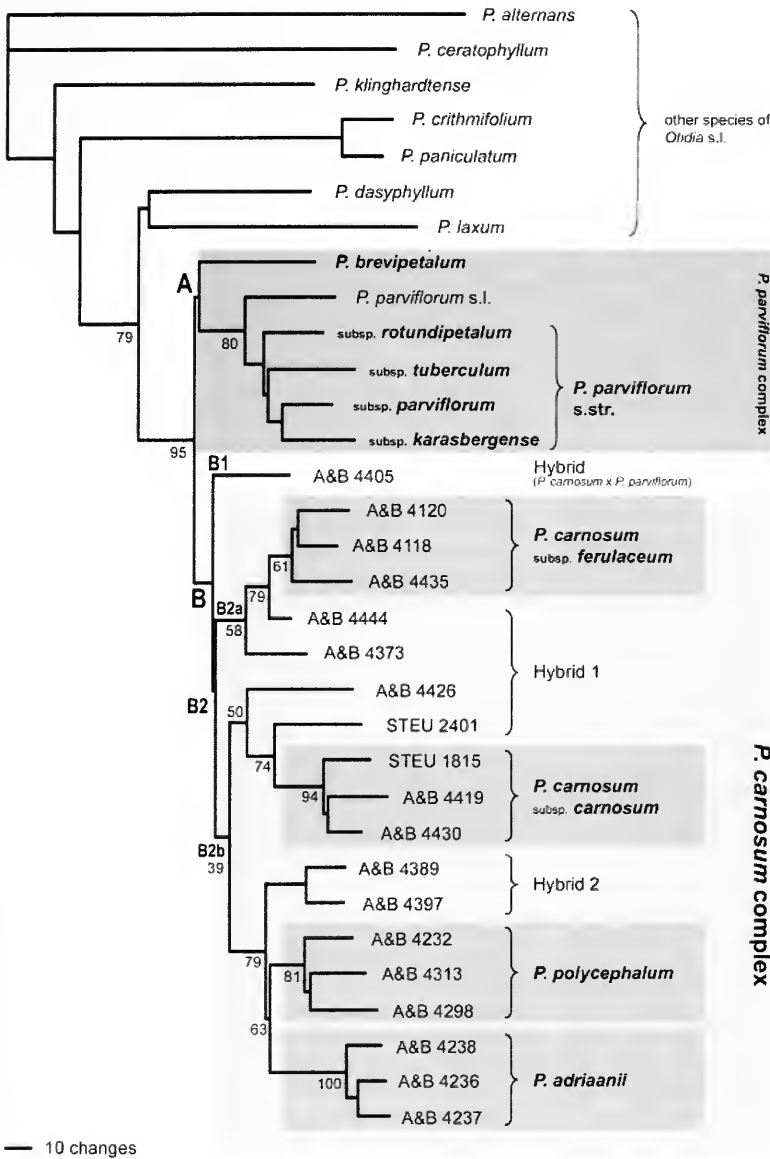 P. alternans
P. ceratophyllum
P. klinghardtense
P. crithmifolium
other species of
Otidia s.l.
P. paniculatum
P. dasyphyllum
P. laxum
A
P. brevipetalum
P. parviflorum s.l.
79
80
subsp. rotundipetalum
subsp. tuberculum
P. parviflorum
s.str.
subsp. parviflorum
subsp. karasbergense
P. parviflorum complex
95
B1
A&B 4405
Hybrid
(P. carnosum x P. parviflorum)
A&B 4120
A&B 4118
P. carnosum
subsp. ferulaceum
61
A&B 4435
79
B
B2a
58
A&B 4444
A&B 4373
Hybrid 1
B2
50
A&B 4426
STEU 2401
74
STEU 1815
94
A&B 4419
P. carnosum
subsp. carnosum
A&B 4430
B2b
39
A&B 4389
Hybrid 2
A&B 4397
79
A&B 4232
81
A&B 4313
P. polycephalum
A&B 4298
63
A&B 4238
100
A&B 4236
P. adriaanii
A&B 4237
P. carnosum complex
10 changes